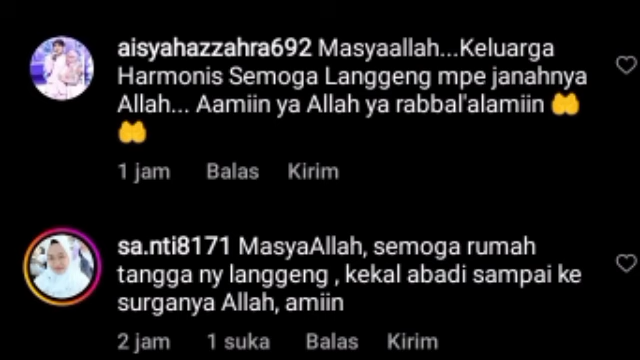 aisyahazzahra692 Masyaallah...Keluarga
Harmonis Semoga Langgeng mpe janahnya
Allah... Aamiin ya Allah ya rabbal'alamiin 🤲
🤲
1 jam Balas Kirim
sa.nti8171 MasyaAllah, semoga rumah
tangga ny langgeng , kekal abadi sampai ke
surganya Allah, amiin
2 jam 1 suka Balas Kirim